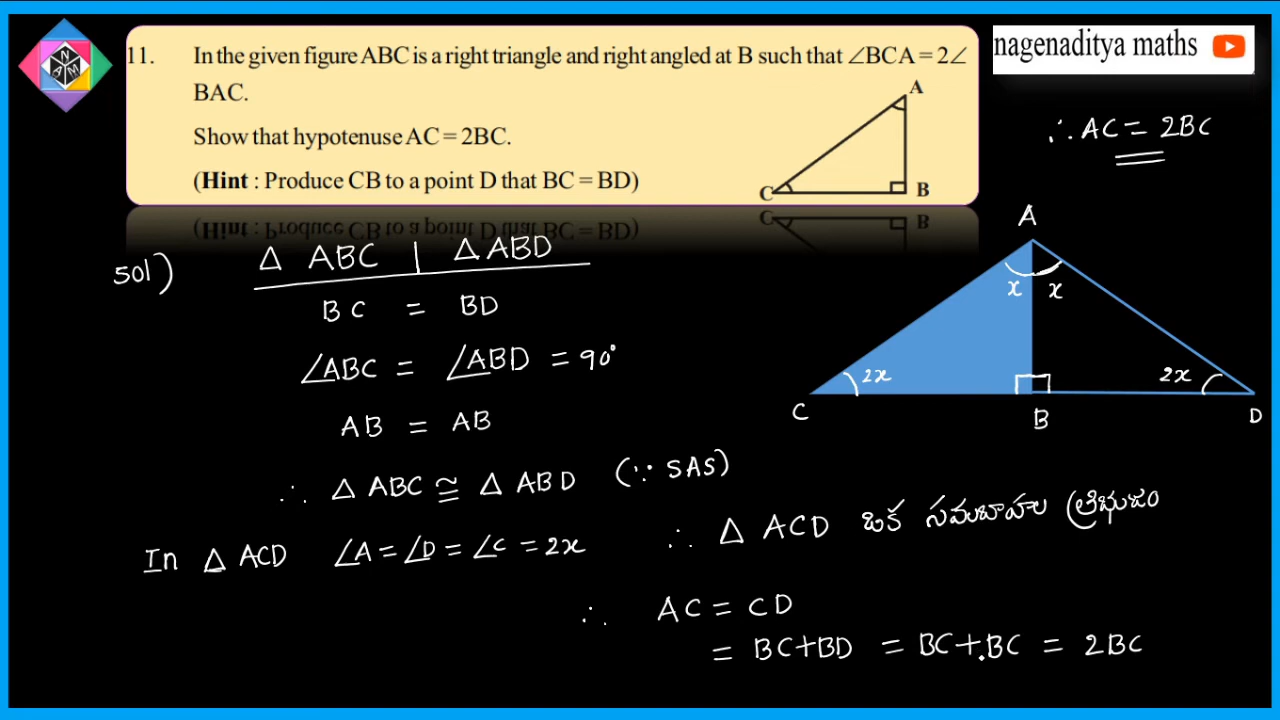 NAM
nagenaditya maths
11. In the given figure ABC is a right triangle and right angled at B such that ∠BCA = 2∠
BAC.
Show that hypotenuse AC = 2BC.
(Hint : Produce CB to a point D that BC = BD)
A
C
B
∴ AC = 2BC
sol)
△ ABC | △ ABD
BC = BD
∠ABC = ∠ABD = 90°
AB = AB
∴ △ ABC ≅ △ ABD (∵ SAS)
In △ ACD ∠A = ∠D = ∠C = 2x
∴ △ ACD ఒక సమబాహు త్రిభుజం
∴ AC = CD
= BC+BD = BC+BC = 2BC
A
x x
2x 2x
C B D